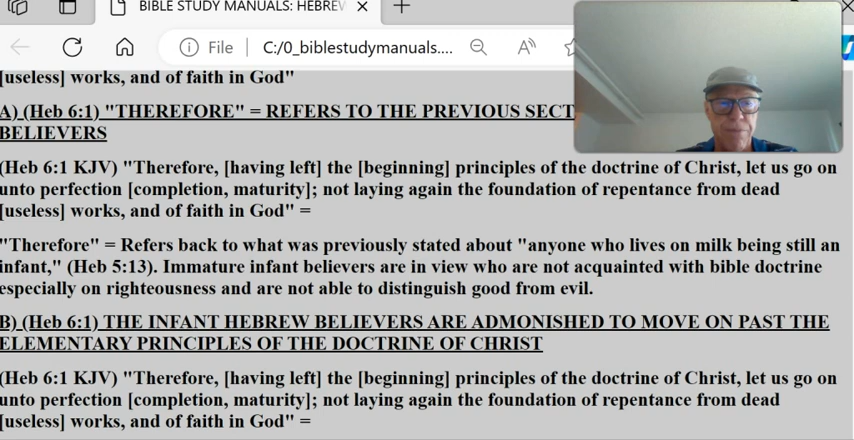 BIBLE STUDY MANUALS: HEBREW
File C:/0_biblestudymanuals....
[useless] works, and of faith in God"
A) (Heb 6:1) "THEREFORE" = REFERS TO THE PREVIOUS SECT
BELIEVERS
(Heb 6:1 KJV) "Therefore, [having left] the [beginning] principles of the doctrine of Christ, let us go on
unto perfection [completion, maturity]; not laying again the foundation of repentance from dead
[useless] works, and of faith in God" =
"Therefore" = Refers back to what was previously stated about "anyone who lives on milk being still an
infant," (Heb 5:13). Immature infant believers are in view who are not acquainted with bible doctrine
especially on righteousness and are not able to distinguish good from evil.
B) (Heb 6:1) THE INFANT HEBREW BELIEVERS ARE ADMONISHED TO MOVE ON PAST THE
ELEMENTARY PRINCIPLES OF THE DOCTRINE OF CHRIST
(Heb 6:1 KJV) "Therefore, [having left] the [beginning] principles of the doctrine of Christ, let us go on
unto perfection [completion, maturity]; not laying again the foundation of repentance from dead
[useless] works, and of faith in God" =